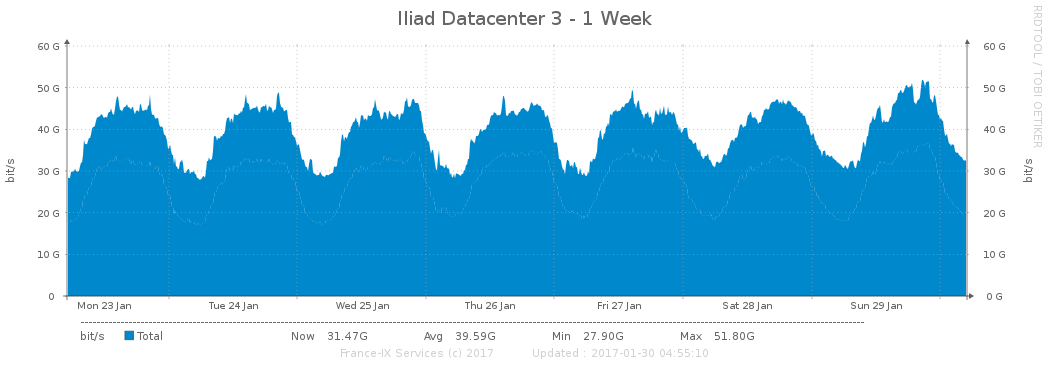 Iliad Datacenter 3 - 1 Week
RRDTOOL / TOBI OETIKER
60 G 60 G
50 G 50 G
40 G 40 G
30 G 30 G
20 G 20 G
10 G 10 G
0 0 G
bit/s bit/s
Mon 23 Jan Tue 24 Jan Wed 25 Jan Thu 26 Jan Fri 27 Jan Sat 28 Jan Sun 29 Jan
bit/s Total Now 31.47G Avg 39.59G Min 27.90G Max 51.80G
France-IX Services (c) 2017 Updated : 2017-01-30 04:55:10